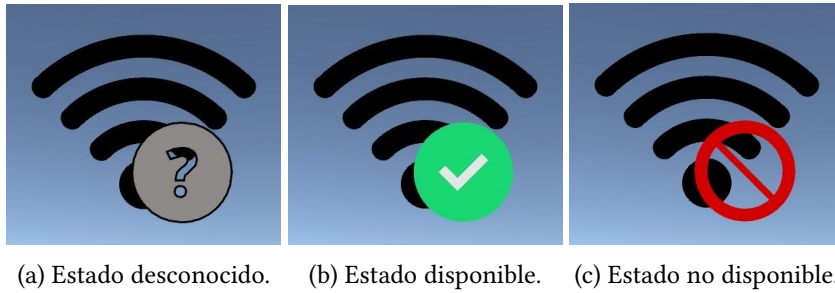 ?
(a) Estado desconocido. (b) Estado disponible. (c) Estado no disponible.